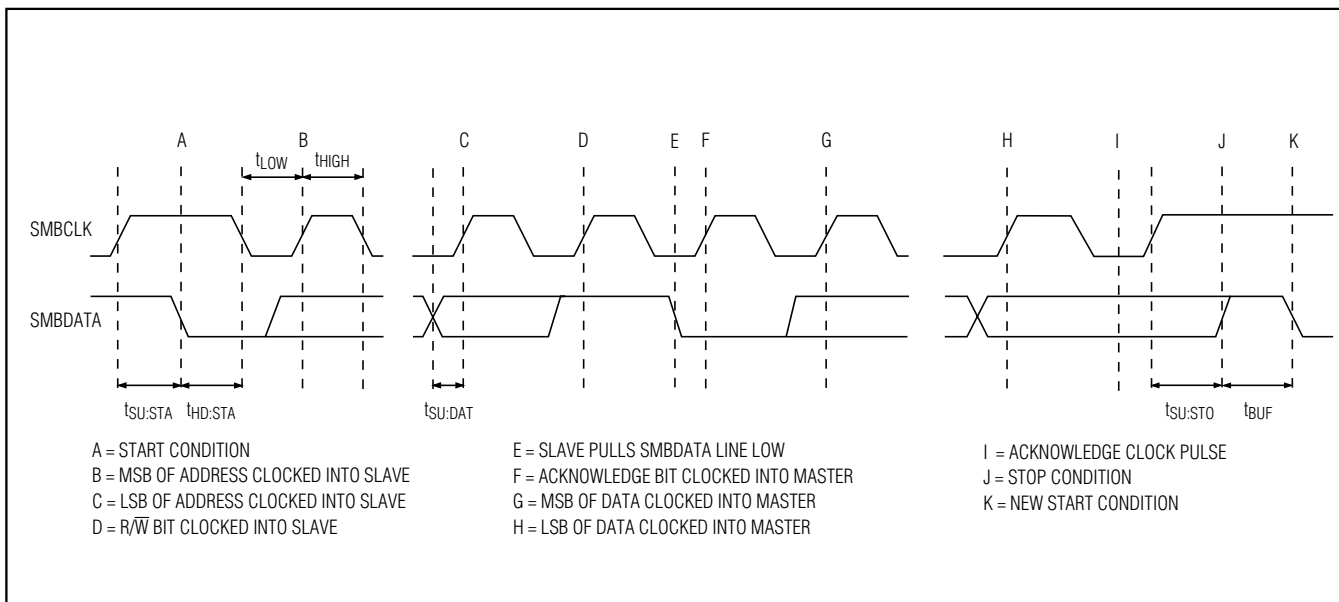 A B C D E F G H I J K
tLOW tHIGH
SMBCLK
SMBDATA
tSU:STA tHD:STA tSU:DAT tSU:STO tBUF
A = START CONDITION
B = MSB OF ADDRESS CLOCKED INTO SLAVE
C = LSB OF ADDRESS CLOCKED INTO SLAVE
D = R/W̅ BIT CLOCKED INTO SLAVE
E = SLAVE PULLS SMBDATA LINE LOW
F = ACKNOWLEDGE BIT CLOCKED INTO MASTER
G = MSB OF DATA CLOCKED INTO MASTER
H = LSB OF DATA CLOCKED INTO MASTER
I = ACKNOWLEDGE CLOCK PULSE
J = STOP CONDITION
K = NEW START CONDITION